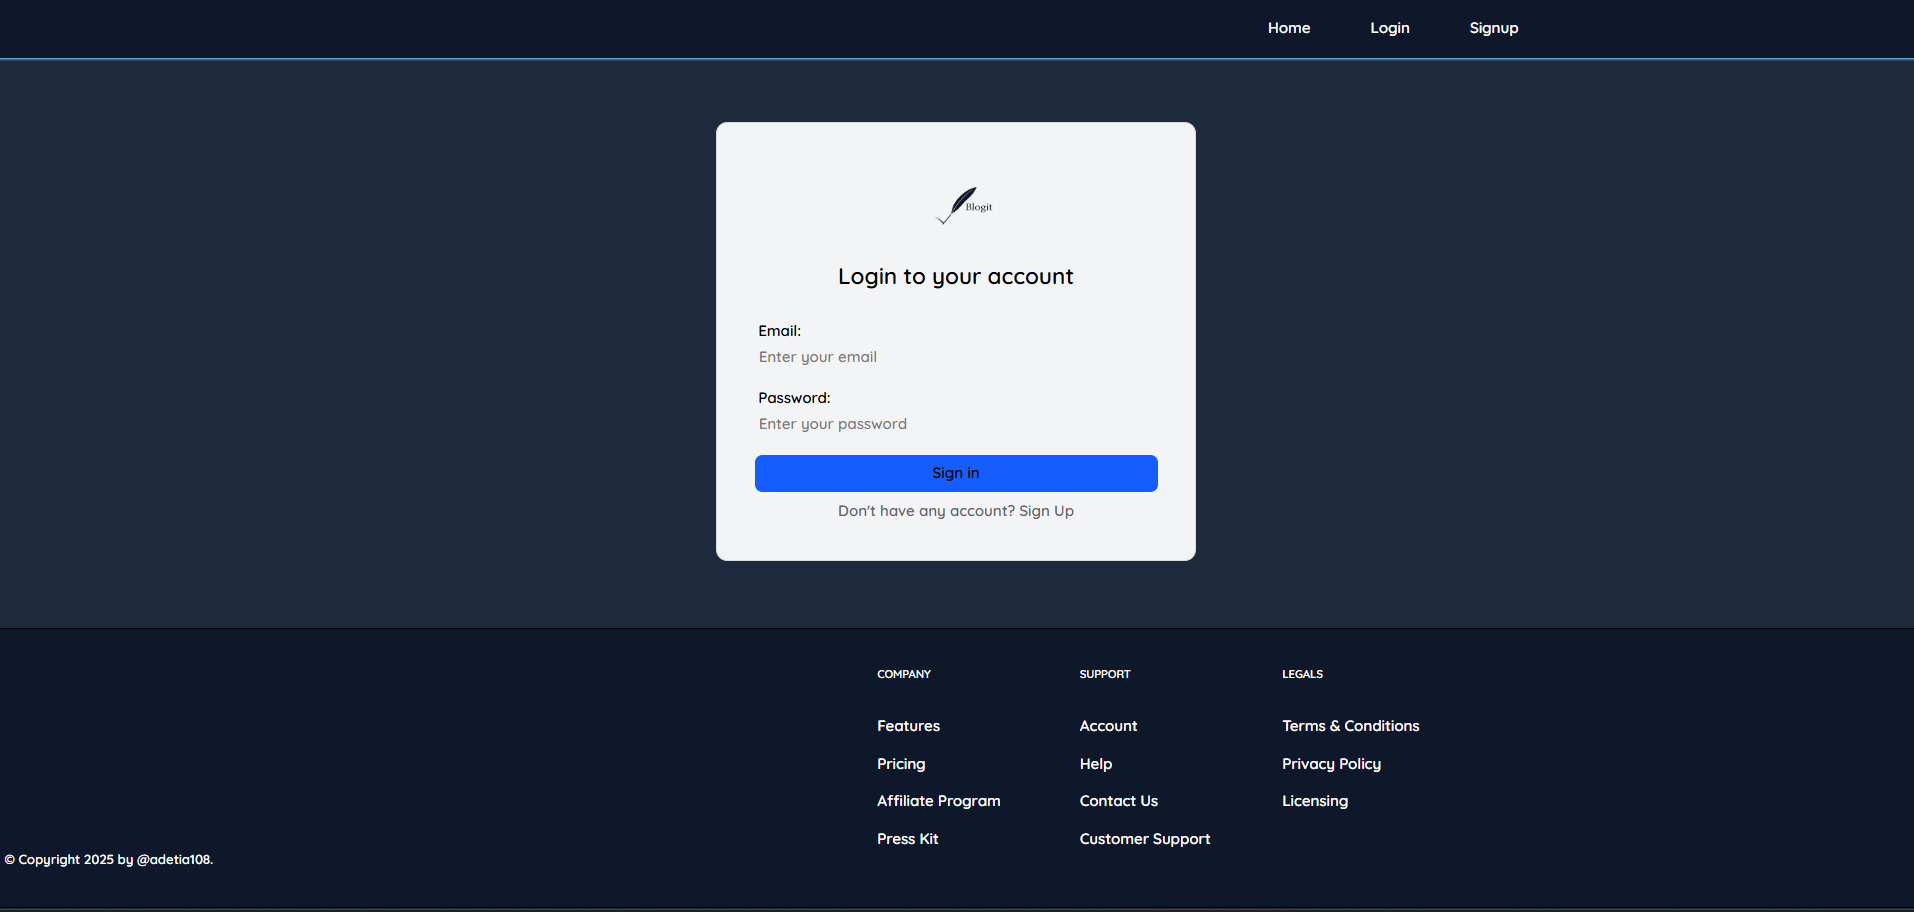 Home Login Signup
Blogit
Login to your account
Email:
Enter your email
Password:
Enter your password
Sign in
Don't have any account? Sign Up
COMPANY
Features
Pricing
Affiliate Program
Press Kit
SUPPORT
Account
Help
Contact Us
Customer Support
LEGALS
Terms & Conditions
Privacy Policy
Licensing
© Copyright 2025 by @adetia108.